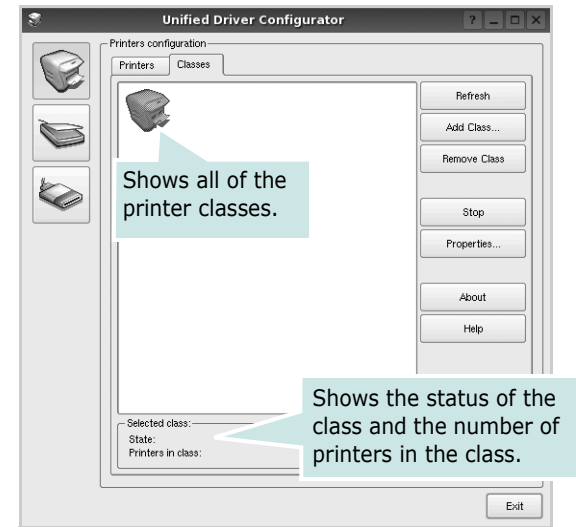 Unified Driver Configurator
Printers configuration
Printers Classes
Refresh
Add Class...
Remove Class
Shows all of the
printer classes.
Stop
Properties...
About
Help
Shows the status of the
class and the number of
printers in the class.
Selected class:
State:
Printers in class:
Exit